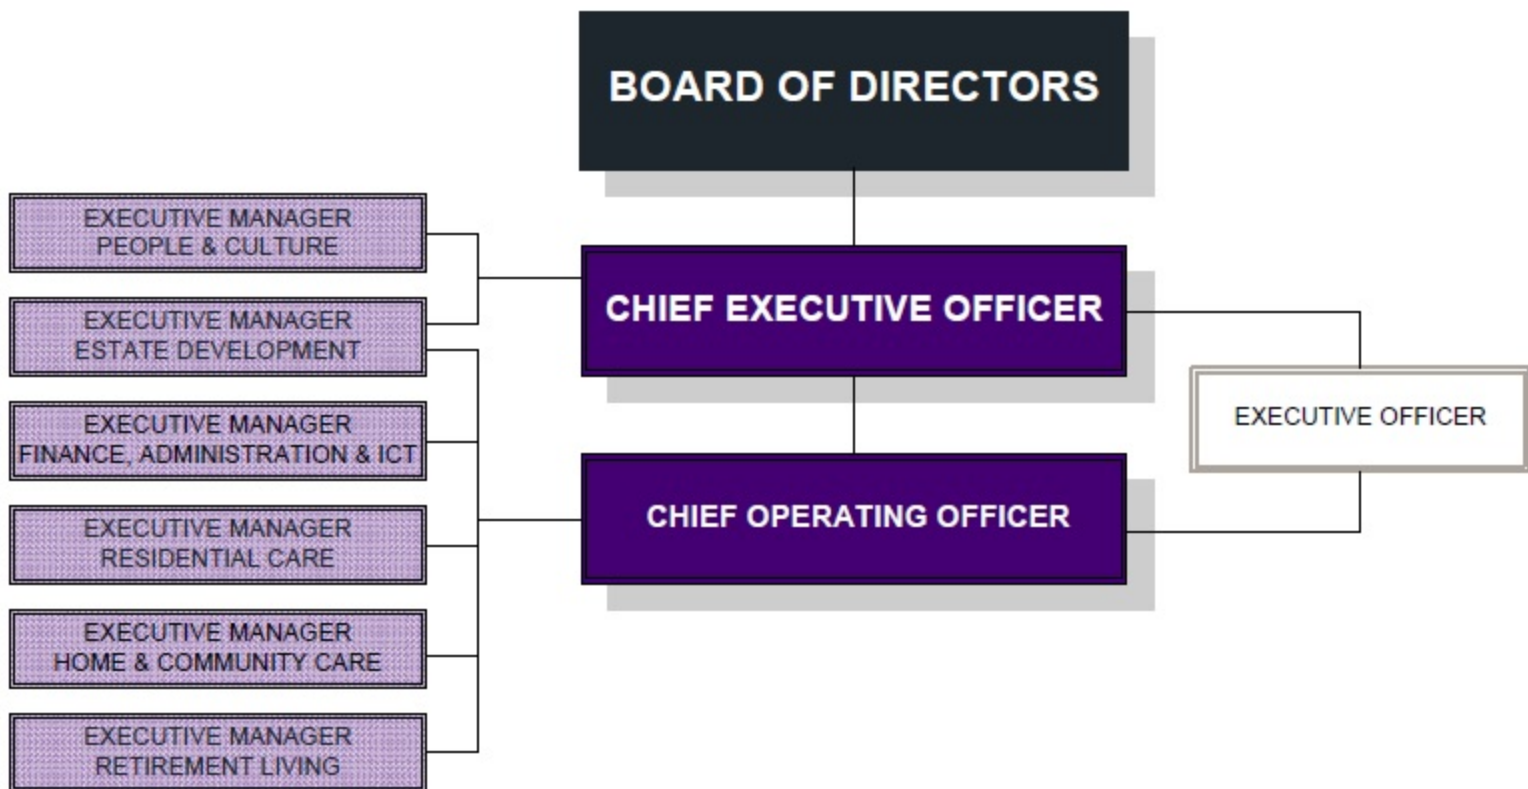 BOARD OF DIRECTORS
EXECUTIVE MANAGER
PEOPLE & CULTURE
EXECUTIVE MANAGER
ESTATE DEVELOPMENT
EXECUTIVE MANAGER
FINANCE, ADMINISTRATION & ICT
EXECUTIVE MANAGER
RESIDENTIAL CARE
EXECUTIVE MANAGER
HOME & COMMUNITY CARE
EXECUTIVE MANAGER
RETIREMENT LIVING
CHIEF EXECUTIVE OFFICER
CHIEF OPERATING OFFICER
EXECUTIVE OFFICER